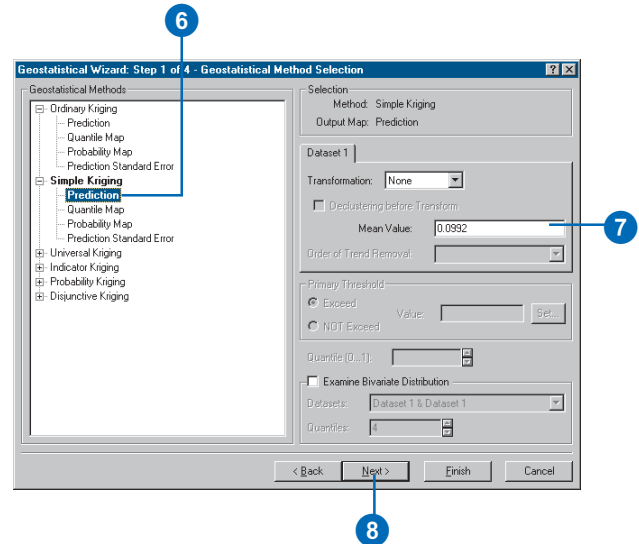 6
Geostatistical Wizard: Step 1 of 4 - Geostatistical Method Selection
Geostatistical Methods
Ordinary Kriging
Prediction
Quantile Map
Probability Map
Prediction Standard Error
Simple Kriging
Prediction
Quantile Map
Probability Map
Prediction Standard Error
Universal Kriging
Indicator Kriging
Probability Kriging
Disjunctive Kriging
Selection
Method: Simple Kriging
Output Map: Prediction
Dataset 1
Transformation: None
Declustering before Transform
Mean Value: 0.0992
7
Order of Trend Removal:
Primary Threshold
Exceed
NOT Exceed
Value:
Set...
Quantile (0...1):
Examine Bivariate Distribution
Datasets: Dataset 1 & Dataset 1
Quantiles: 4
< Back
Next >
Finish
Cancel
8